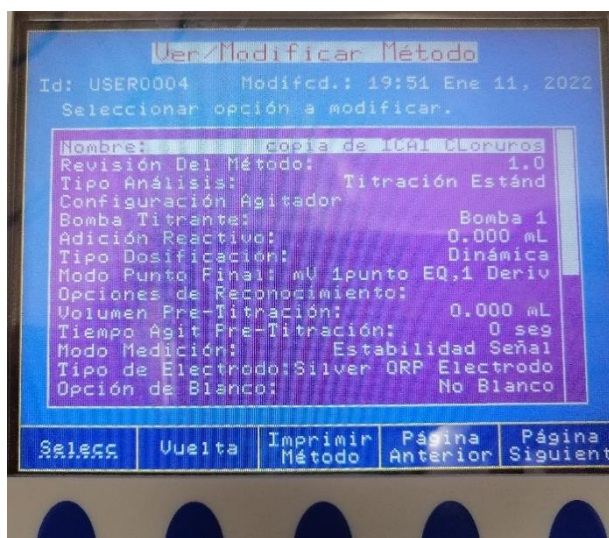 Ver/Modificar Método
Id: USER0004 Modifcd.: 19:51 Ene 11, 2022
Seleccionar opción a modificar.
Nombre: copia de ICAI CLoruros
Revisión Del Método: 1.0
Tipo Análisis: Titración Estánd
Configuración Agitador
Bomba Titrante: Bomba 1
Adición Reactivo: 0.000 mL
Tipo Dosificación: Dinámica
Modo Punto Final: mV 1punto EQ,1 Deriv
Opciones de Reconocimiento:
Volumen Pre-Titración: 0.000 mL
Tiempo Agit Pre-Titración: 0 seg
Modo Medición: Estabilidad Señal
Tipo de Electrodo:Silver ORP Electrodo
Opción de Blanco: No Blanco
Selecc Vuelta Imprimir Método Página Anterior Página Siguient